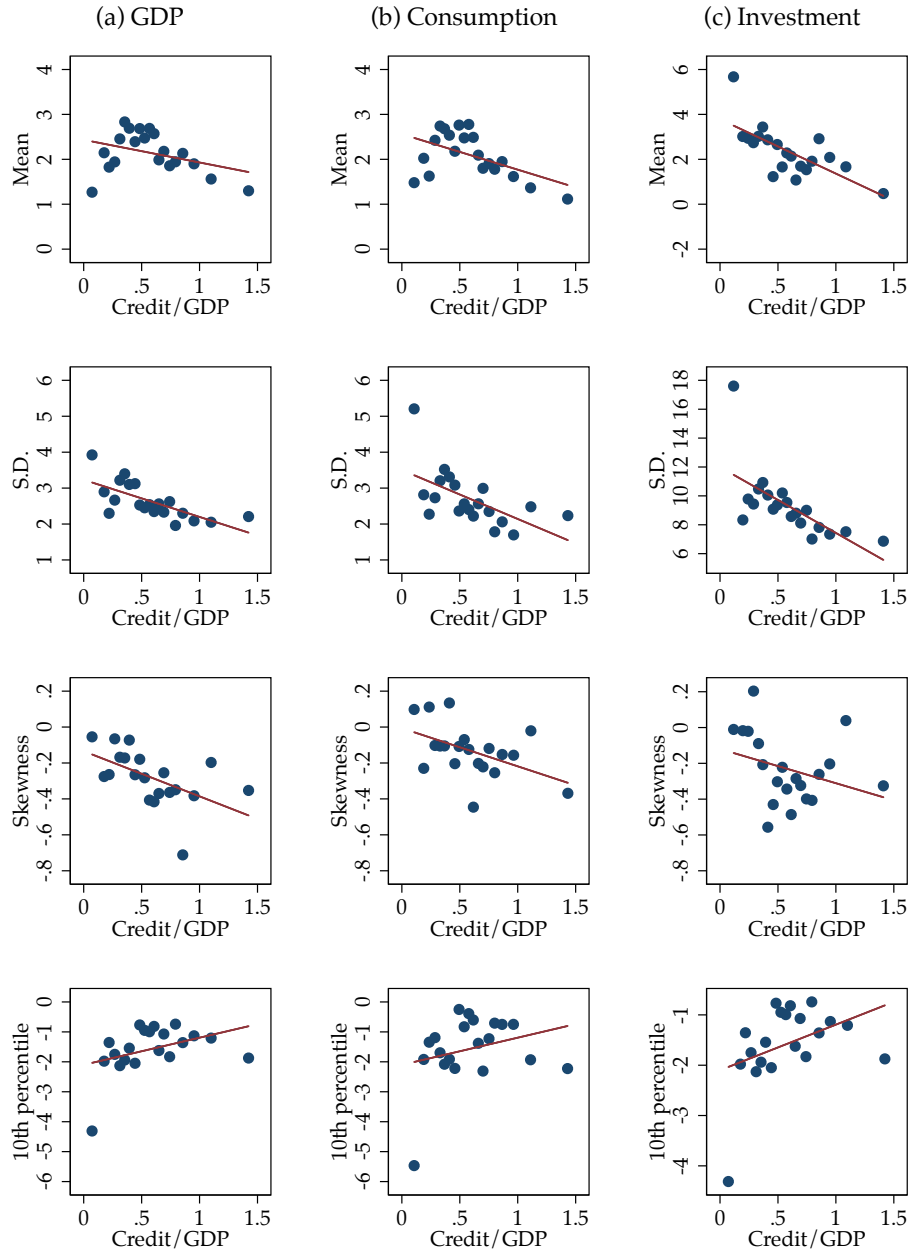 (a) GDP
(b) Consumption
(c) Investment
Mean
4
3
2
1
0
0 .5 1 1.5
Credit/GDP
Mean
4
3
2
1
0
0 .5 1 1.5
Credit/GDP
Mean
6
4
2
0
-2
0 .5 1 1.5
Credit/GDP
S.D.
6
5
4
3
2
1
0 .5 1 1.5
Credit/GDP
S.D.
6
5
4
3
2
1
0 .5 1 1.5
Credit/GDP
S.D.
18
16
14
12
10
8
6
0 .5 1 1.5
Credit/GDP
Skewness
.2
0
-.2
-.4
-.6
-.8
0 .5 1 1.5
Credit/GDP
Skewness
.2
0
-.2
-.4
-.6
-.8
0 .5 1 1.5
Credit/GDP
Skewness
.2
0
-.2
-.4
-.6
-.8
0 .5 1 1.5
Credit/GDP
10th percentile
0
-1
-2
-3
-4
-5
-6
0 .5 1 1.5
Credit/GDP
10th percentile
0
-1
-2
-3
-4
-5
-6
0 .5 1 1.5
Credit/GDP
10th percentile
-1
-2
-3
-4
0 .5 1 1.5
Credit/GDP